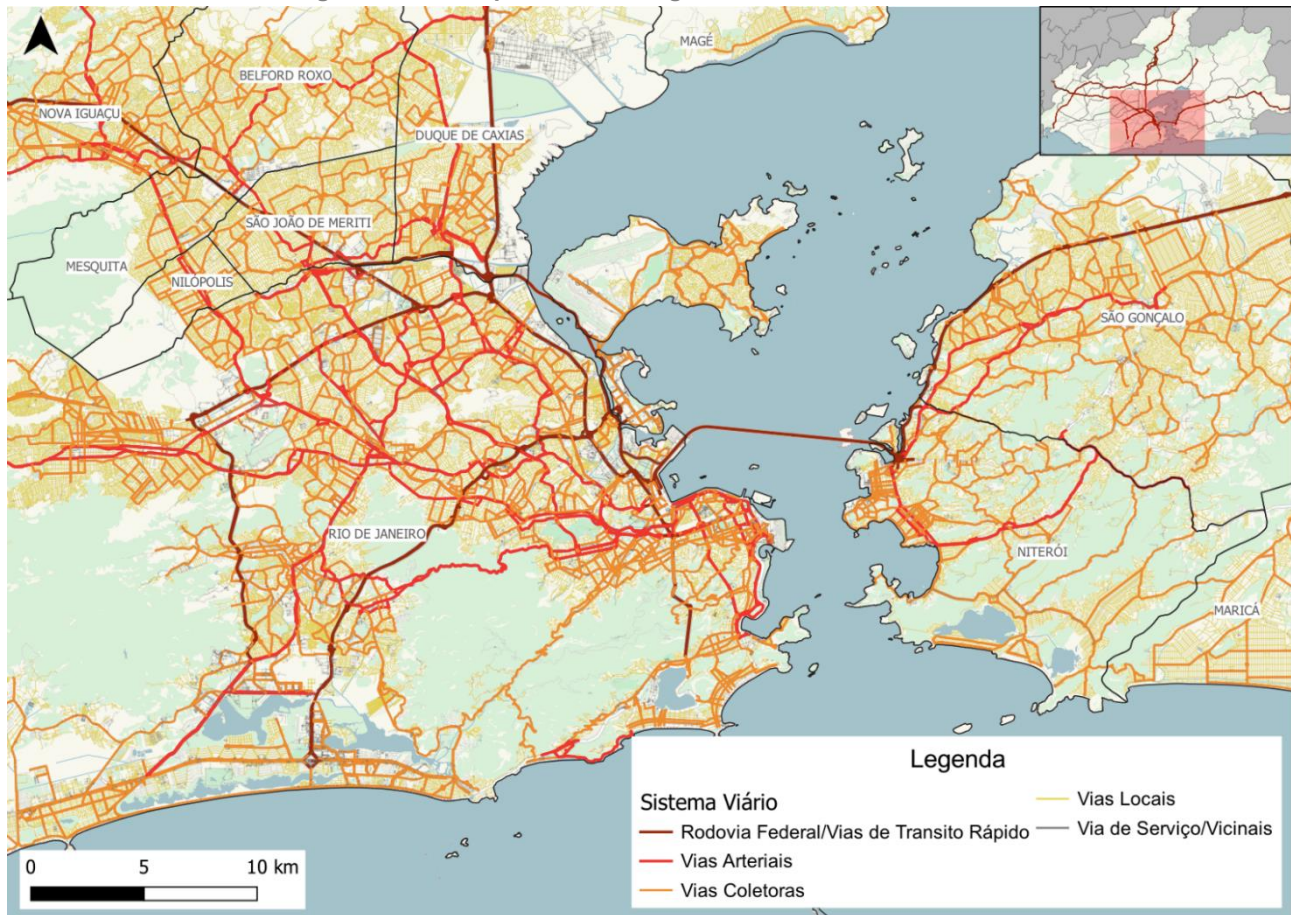 MAGÉ
BELFORD ROXO
NOVA IGUAÇU
DUQUE DE CAXIAS
SÃO JOÃO DE MERITI
MESQUITA
NILÓPOLIS
SÃO GONÇALO
RIO DE JANEIRO
NITERÓI
MARICÁ
Legenda
Sistema Viário
Rodovia Federal/Vias de Transito Rápido
Vias Arteriais
Vias Coletoras
Vias Locais
Via de Serviço/Vicinais
0 5 10 km